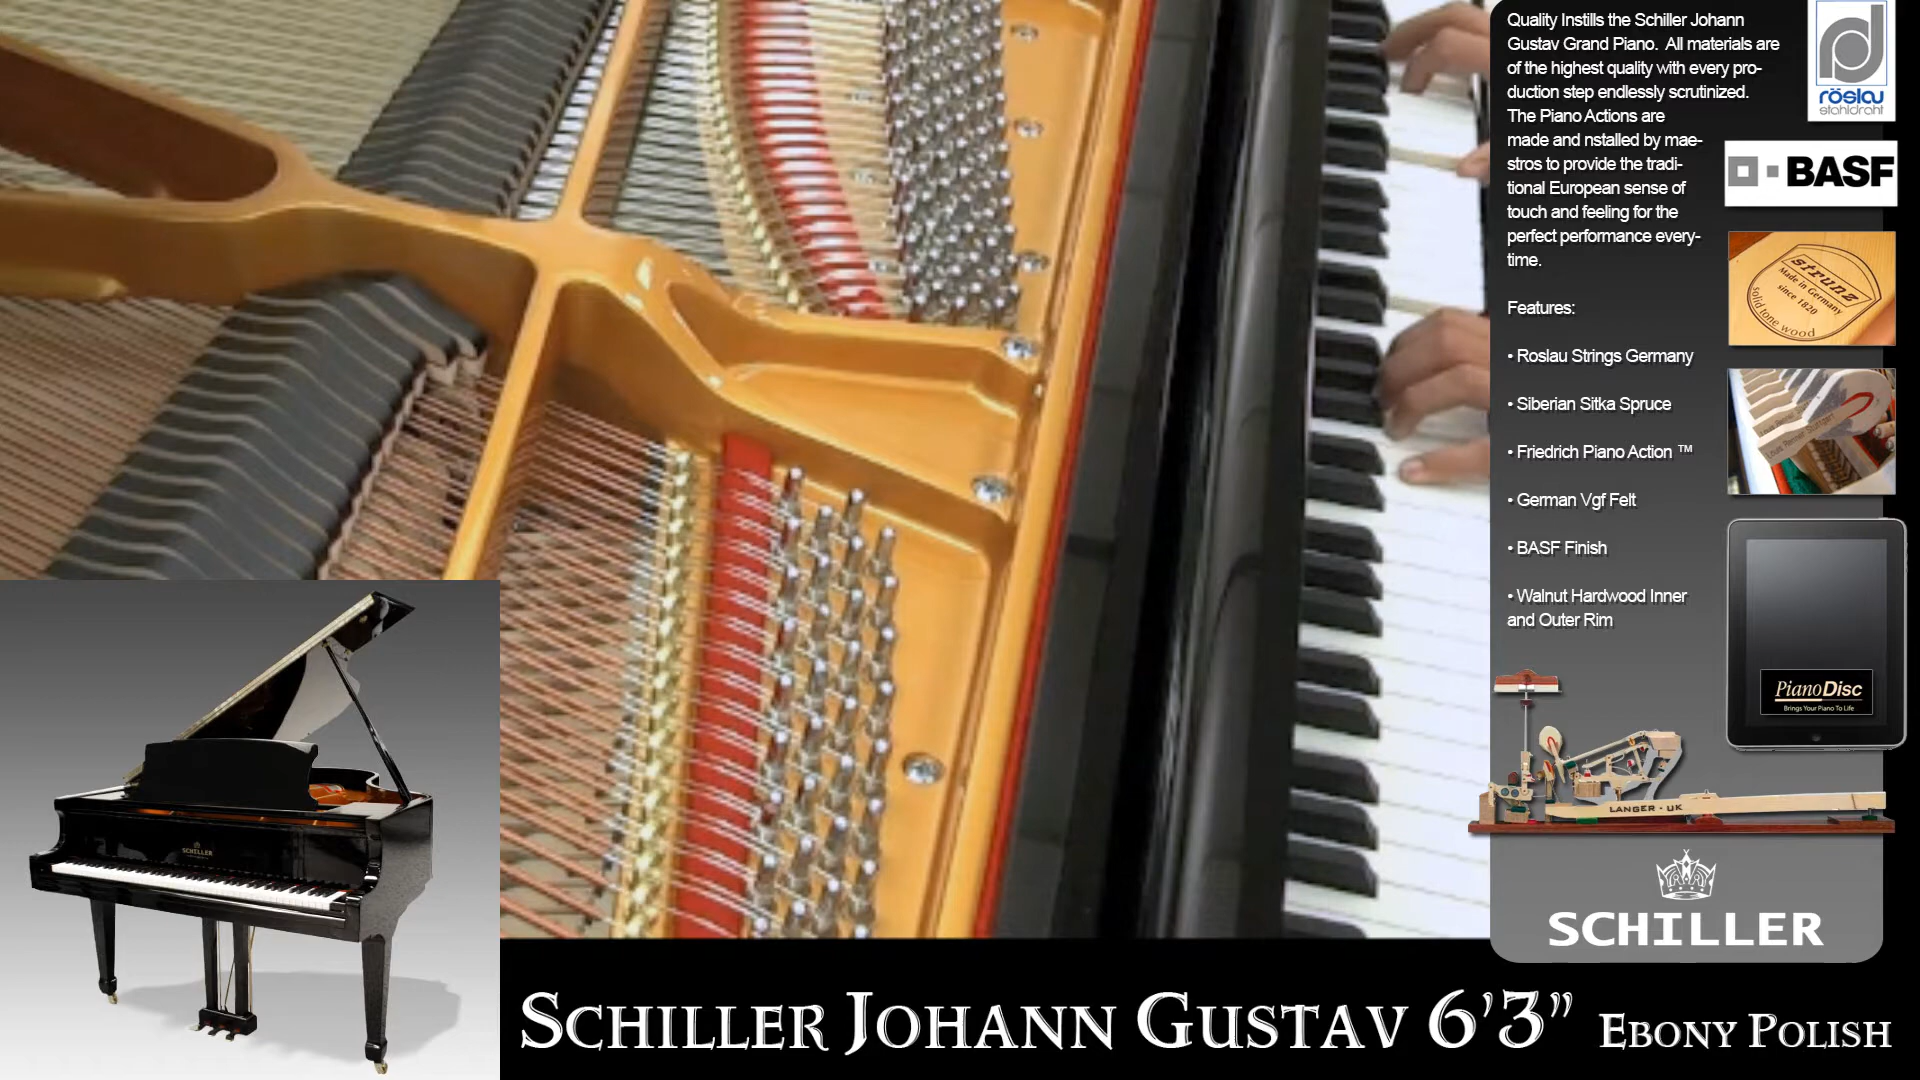 Quality Instills the Schiller Johann
Gustav Grand Piano. All materials are
of the highest quality with every pro-
duction step endlessly scrutinized.
The Piano Actions are
made and nstalled by mae-
stros to provide the tradi-
tional European sense of
touch and feeling for the
perfect performance every-
time.
Features:
• Roslau Strings Germany
• Siberian Sitka Spruce
• Friedrich Piano Action ™
• German Vgf Felt
• BASF Finish
• Walnut Hardwood Inner
and Outer Rim
röslau
stahldraht
BASF
strunz
Made in Germany
since 1820
solid tone wood
PianoDisc
Brings Your Piano To Life
LANGER - UK
SCHILLER
SCHILLER
SCHILLER JOHANN GUSTAV 6'3" EBONY POLISH